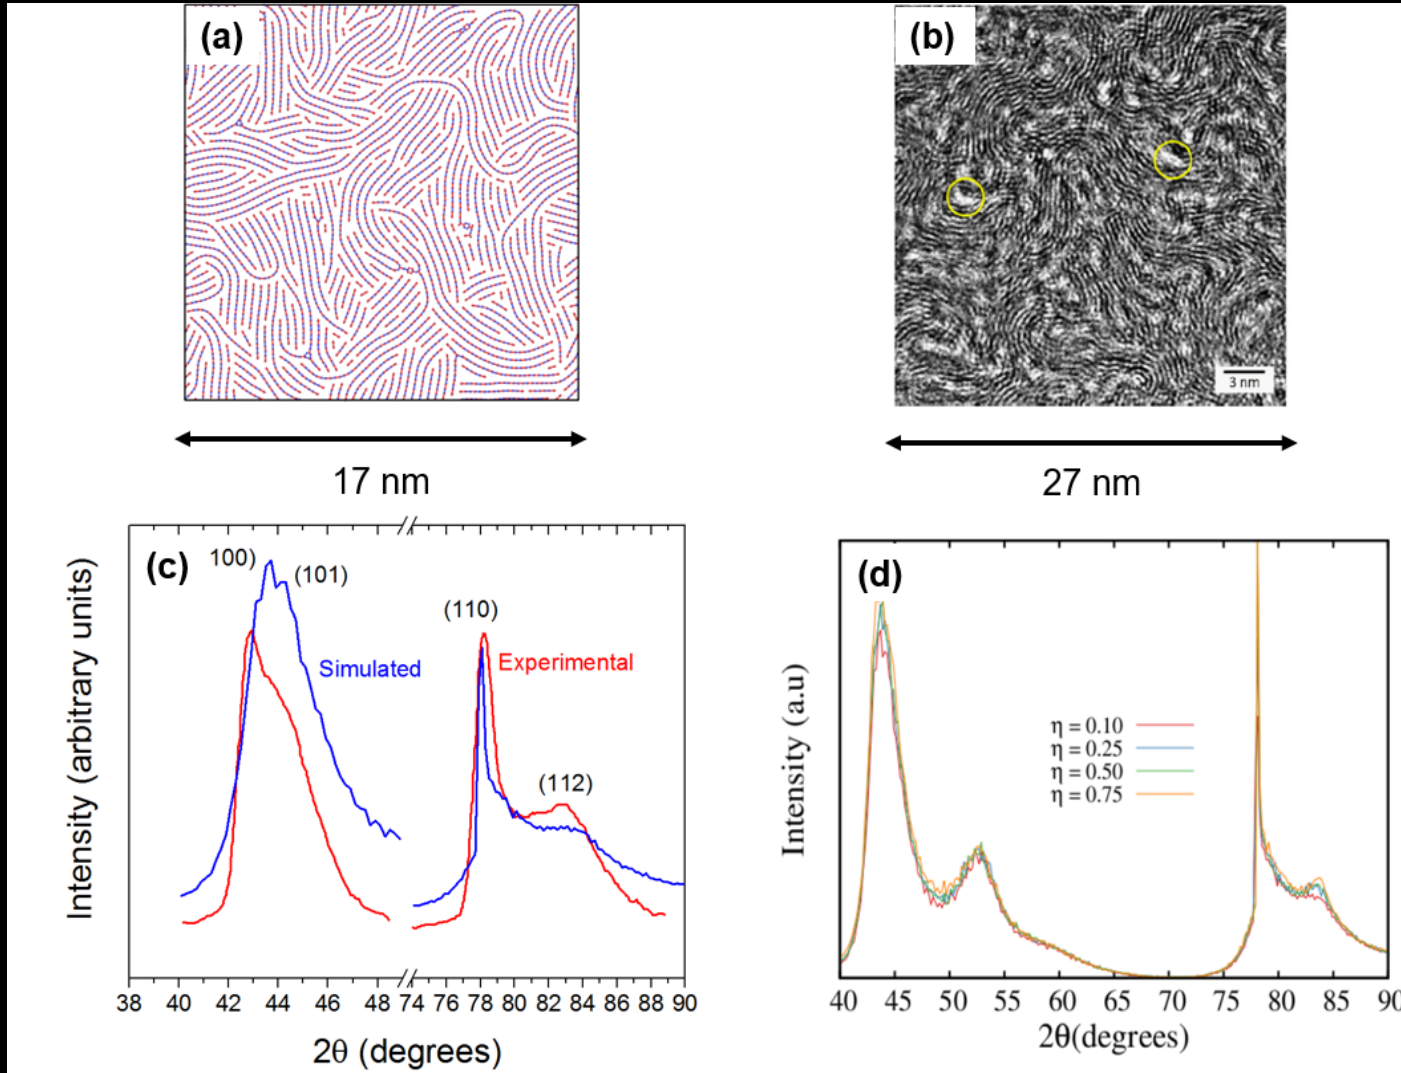 (a)
(b)
3 nm
17 nm
27 nm
(c)
100)
(101)
(110)
(112)
Simulated
Experimental
Intensity (arbitrary units)
38 40 42 44 46 48 74 76 78 80 82 84 86 88 90
2θ (degrees)
(d)
Intensity (a.u)
η = 0.10
η = 0.25
η = 0.50
η = 0.75
40 45 50 55 60 65 70 75 80 85 90
2θ(degrees)